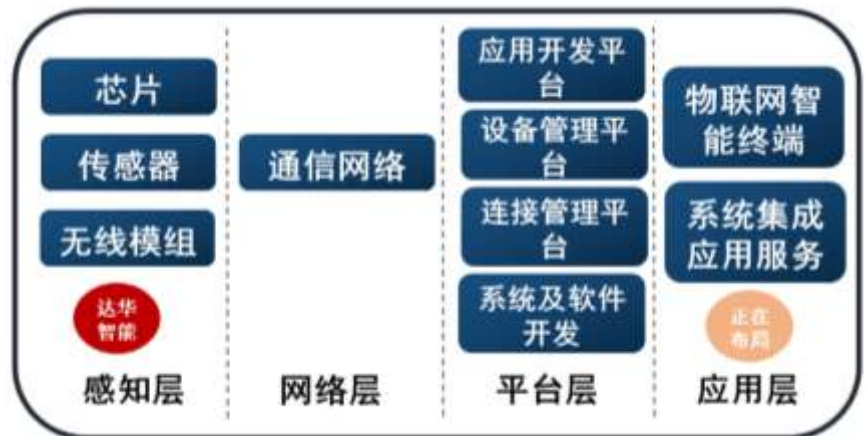 芯片
传感器
无线模组
达华
智能
感知层
通信网络
网络层
应用开发平
台
设备管理平
台
连接管理平
台
系统及软件
开发
平台层
物联网智
能终端
系统集成
应用服务
正在
布局
应用层